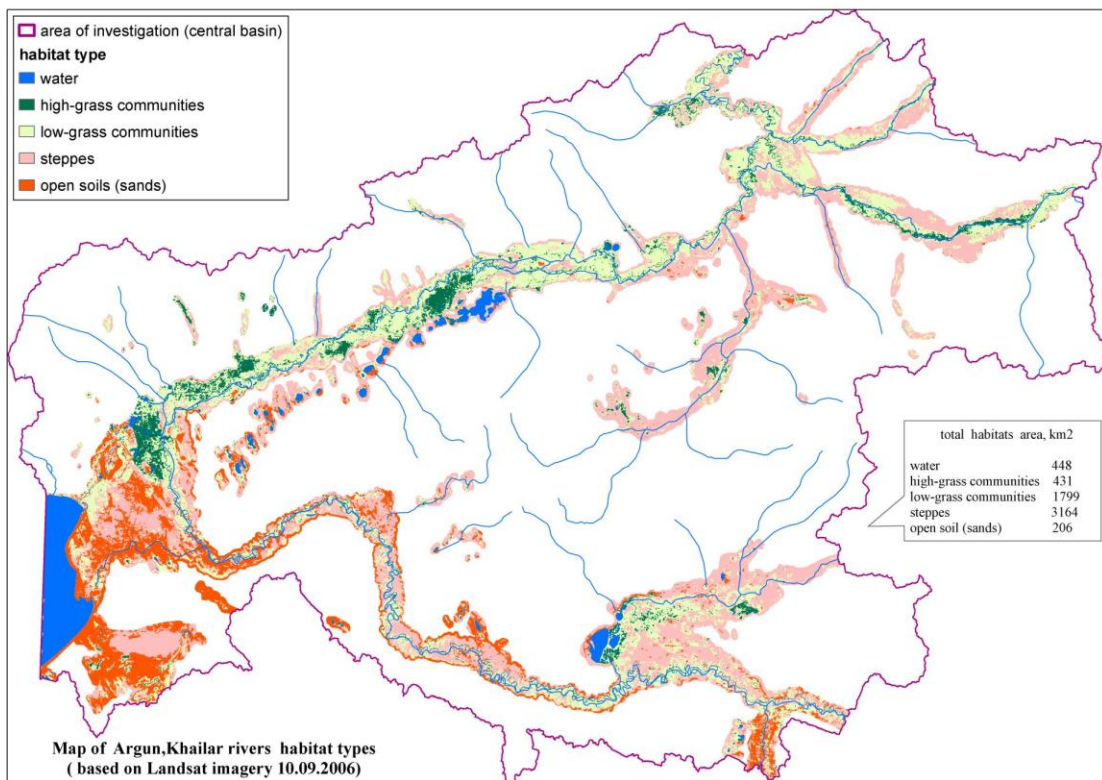 area of investigation (central basin)
habitat type
water
high-grass communities
low-grass communities
steppes
open soils (sands)
total habitats area, km2
water 448
high-grass communities 431
low-grass communities 1799
steppes 3164
open soil (sands) 206
Map of Argun,Khailar rivers habitat types
( based on Landsat imagery 10.09.2006)